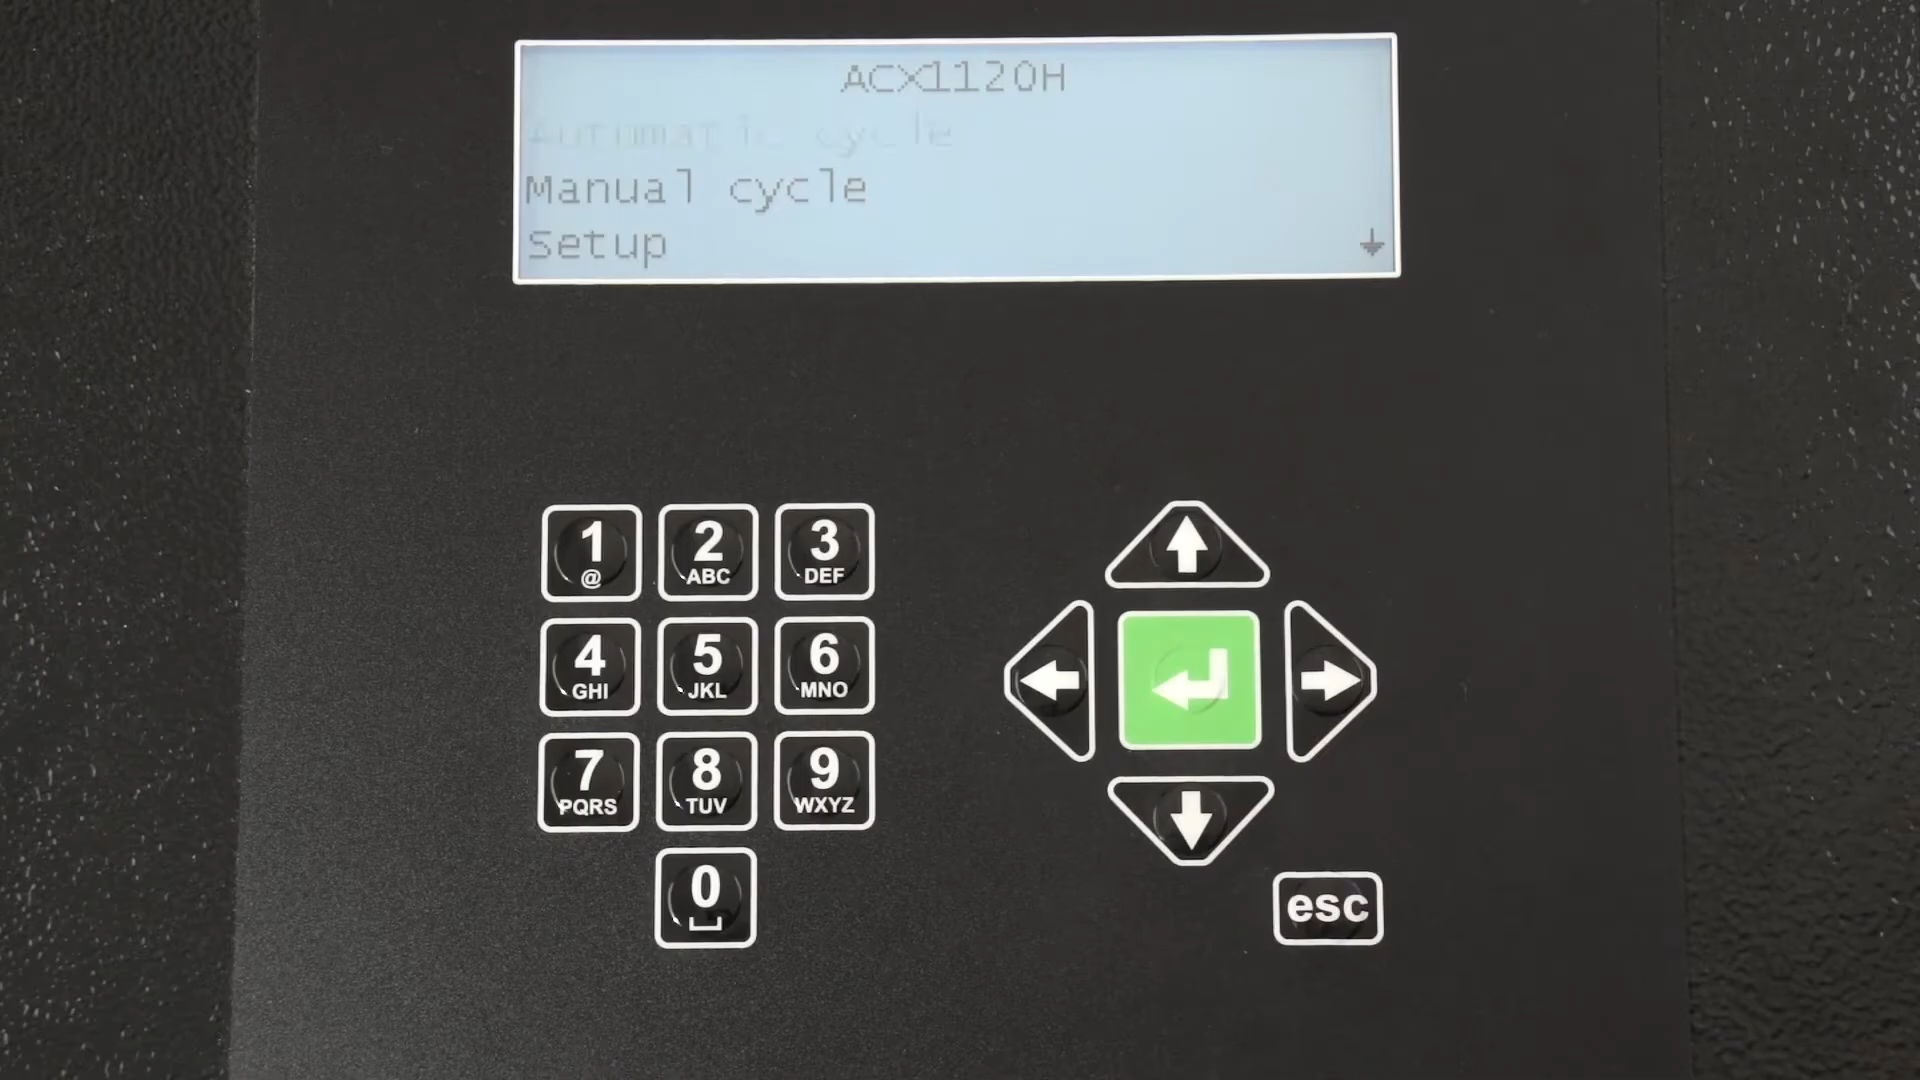 ACX1120H
Automatic cycle
Manual cycle
Setup
1 2 3
@ ABC DEF
4 5 6
GHI JKL MNO
7 8 9
PQRS TUV WXYZ
0
esc